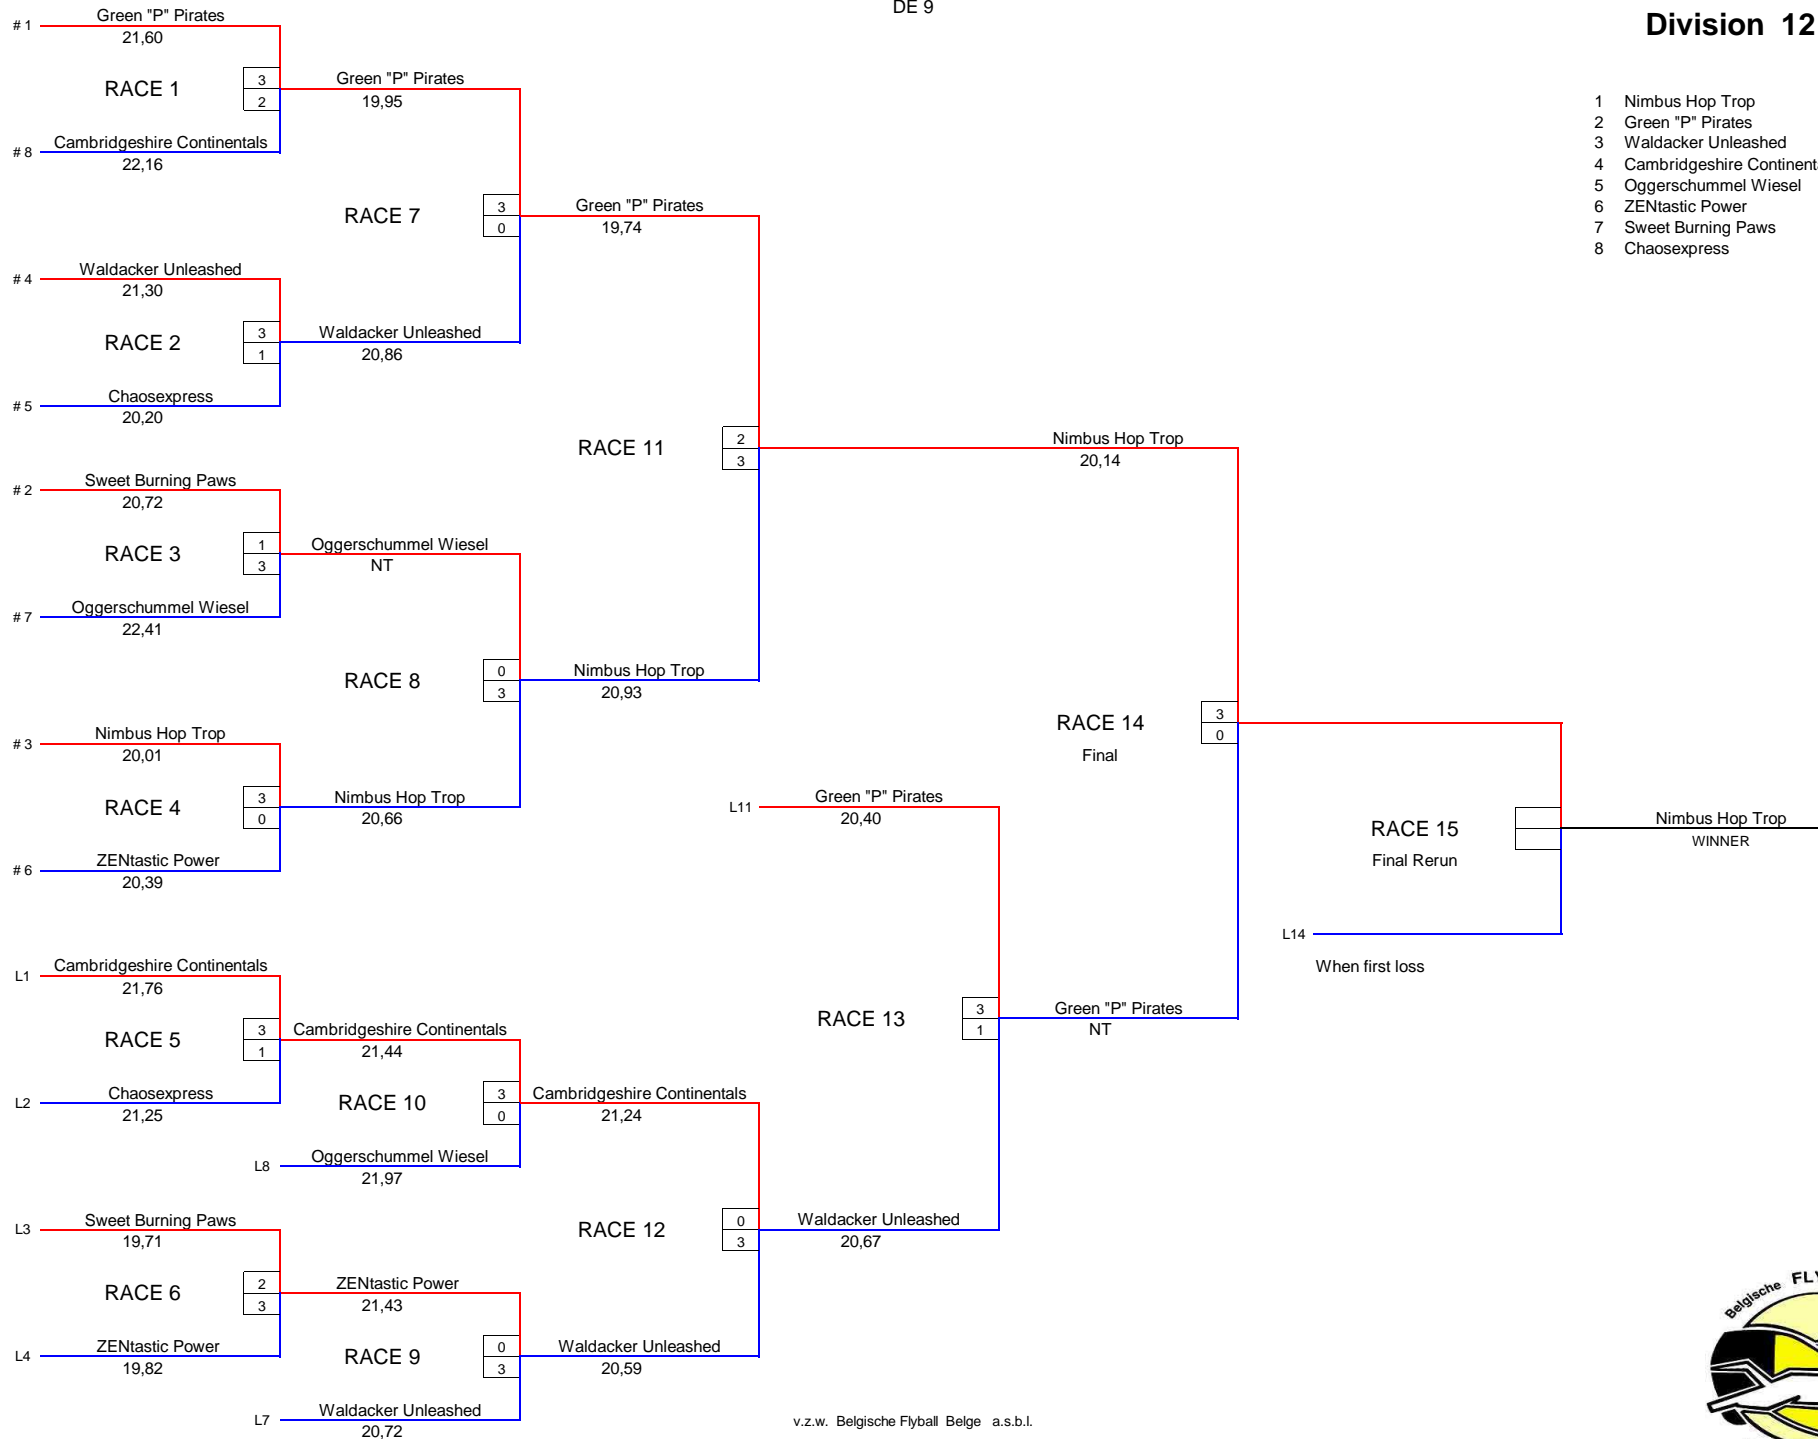 DE 9
Division 12
1 Nimbus Hop Trop
2 Green "P" Pirates
3 Waldacker Unleashed
4 Cambridgeshire Continent
5 Oggerschummel Wiesel
6 ZENtastic Power
7 Sweet Burning Paws
8 Chaosexpress
# 1 Green "P" Pirates
21,60
RACE 1
3
2
# 8 Cambridgeshire Continentals
22,16
Green "P" Pirates
19,95
RACE 7
3
0
# 4 Waldacker Unleashed
21,30
RACE 2
3
1
# 5 Chaosexpress
20,20
Waldacker Unleashed
20,86
Green "P" Pirates
19,74
RACE 11
2
3
# 2 Sweet Burning Paws
20,72
RACE 3
1
3
# 7 Oggerschummel Wiesel
22,41
Oggerschummel Wiesel
NT
RACE 8
0
3
# 3 Nimbus Hop Trop
20,01
RACE 4
3
0
# 6 ZENtastic Power
20,39
Nimbus Hop Trop
20,66
Nimbus Hop Trop
20,93
Nimbus Hop Trop
20,14
RACE 14
Final
3
0
L11 Green "P" Pirates
20,40
RACE 13
3
1
Green "P" Pirates
NT
RACE 15
Final Rerun
L14
When first loss
Nimbus Hop Trop
WINNER
L1 Cambridgeshire Continentals
21,76
RACE 5
3
1
L2 Chaosexpress
21,25
Cambridgeshire Continentals
21,44
RACE 10
3
0
L8 Oggerschummel Wiesel
21,97
Cambridgeshire Continentals
21,24
RACE 12
0
3
L3 Sweet Burning Paws
19,71
RACE 6
2
3
L4 ZENtastic Power
19,82
ZENtastic Power
21,43
RACE 9
0
3
L7 Waldacker Unleashed
20,72
Waldacker Unleashed
20,59
Waldacker Unleashed
20,67
v.z.w. Belgische Flyball Belge a.s.b.l.
Belgische FLY